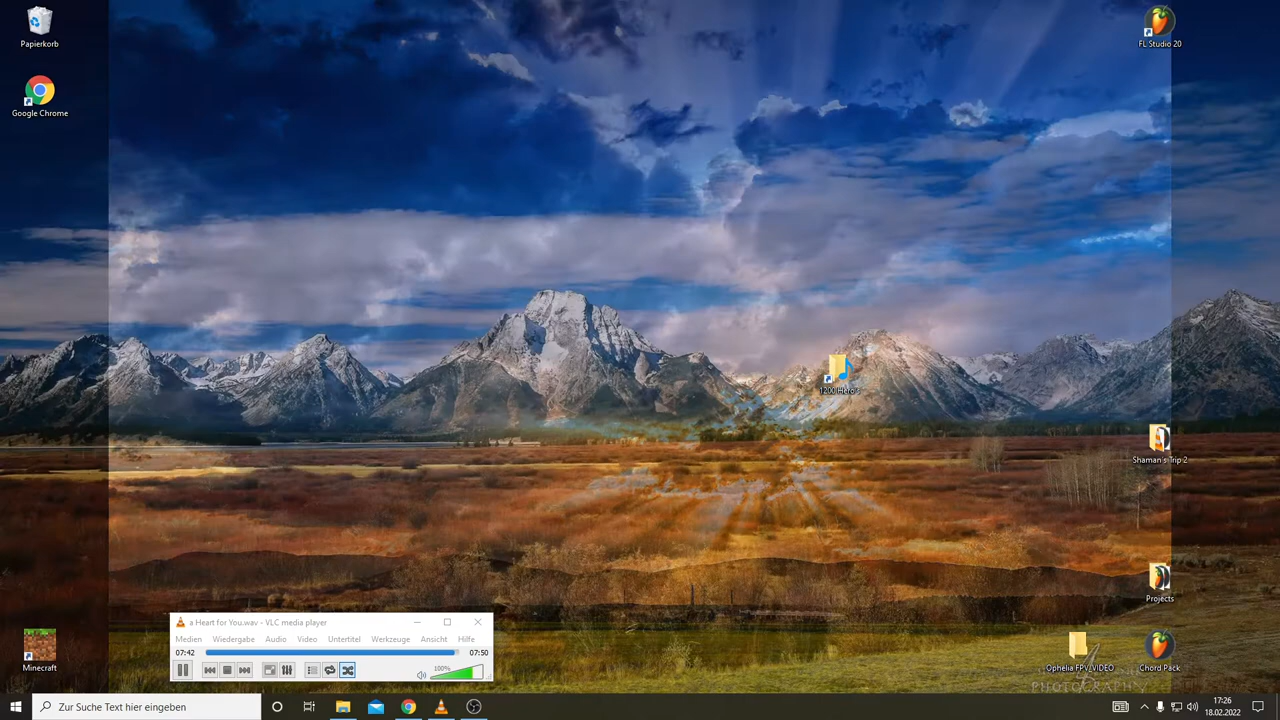 Papierkorb
FL Studio 20
Google Chrome
Shaman's Trip 2
Projects
a Heart for You.wav - VLC media player
Medien Wiedergabe Audio Video Untertitel Werkzeuge Ansicht Hilfe
07:42 07:50
100%
Minecraft
Ophelia FPV_VIDEO
Chord Pack
PHOTOGRAPHY
Zur Suche Text hier eingeben
17:26
18.02.2022